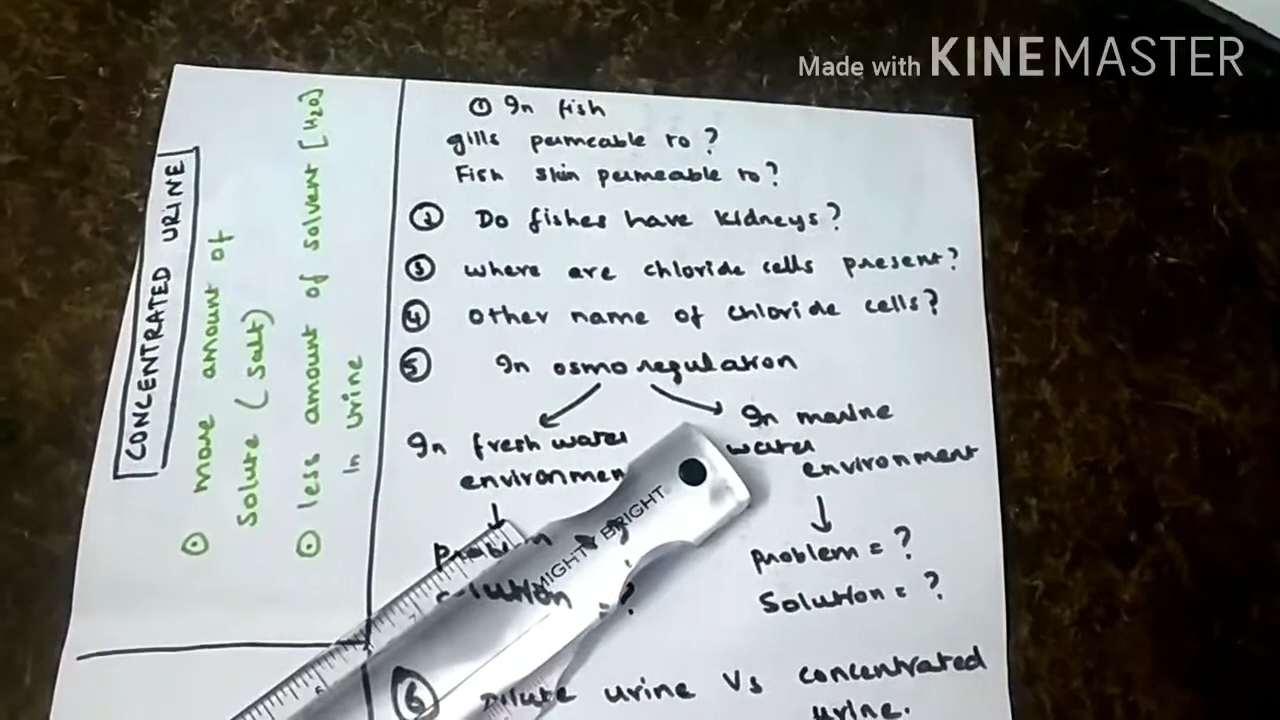 Made with KINEMASTER
CONCENTRATED URINE
more amount of
solute (salt)
less amount of solvent [H2O]
in urine
① In fish
gills permeable to?
Fish skin permeable to?
② Do fishes have kidneys?
③ where are chloride cells present?
④ other name of chloride cells?
⑤ In osmoregulation
In fresh water
environmen
In marine
water
environment
problem = ?
solution = ?
Problem = ?
Solution = ?
MIGHTY BRIGHT
⑥ Dilute urine Vs concentrated
urine.